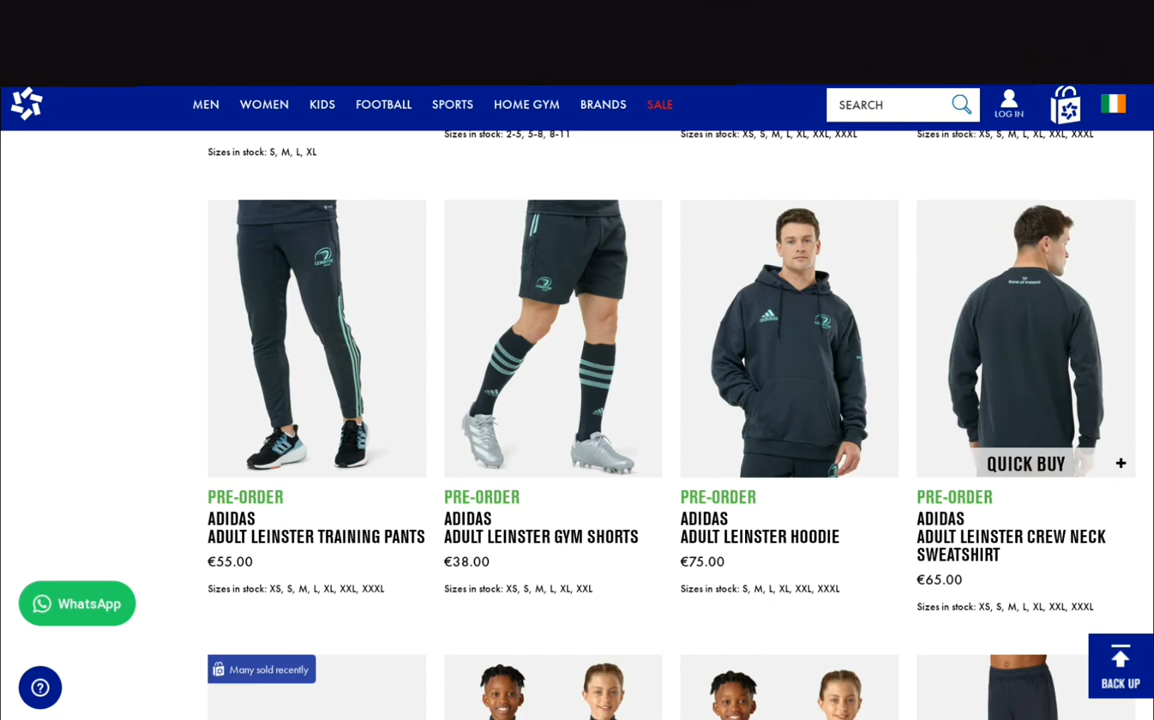 MEN WOMEN KIDS FOOTBALL SPORTS HOME GYM BRANDS SALE SEARCH LOG IN
Sizes in stock: 2-5, 5-8, 8-11
Sizes in stock: XS, S, M, L, XL, XXL, XXXL
Sizes in stock: XS, S, M, L, XL, XXL, XXXL
Sizes in stock: S, M, L, XL
QUICK BUY +
PRE-ORDER
ADIDAS
ADULT LEINSTER TRAINING PANTS
€55.00
Sizes in stock: XS, S, M, L, XL, XXL, XXXL
PRE-ORDER
ADIDAS
ADULT LEINSTER GYM SHORTS
€38.00
Sizes in stock: XS, S, M, L, XL, XXL
adidas
PRE-ORDER
ADIDAS
ADULT LEINSTER HOODIE
€75.00
Sizes in stock: S, M, L, XL, XXL, XXXL
Bank of Ireland
PRE-ORDER
ADIDAS
ADULT LEINSTER CREW NECK
SWEATSHIRT
€65.00
Sizes in stock: XS, S, M, L, XL, XXL, XXXL
WhatsApp
Many sold recently
?
BACK UP